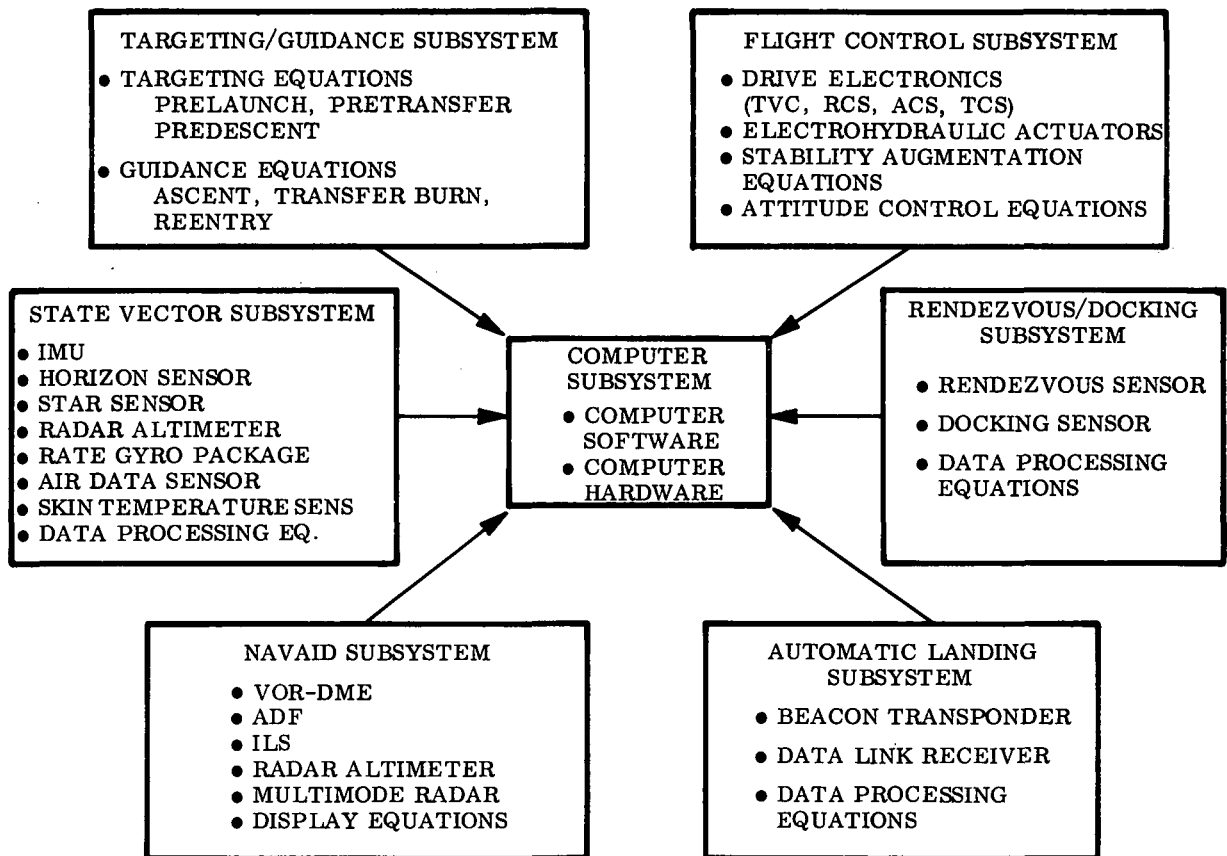 TARGETING/GUIDANCE SUBSYSTEM
• TARGETING EQUATIONS
PRELAUNCH, PRETRANSFER
PREDESCENT
• GUIDANCE EQUATIONS
ASCENT, TRANSFER BURN,
REENTRY
FLIGHT CONTROL SUBSYSTEM
• DRIVE ELECTRONICS
(TVC, RCS, ACS, TCS)
• ELECTROHYDRAULIC ACTUATORS
• STABILITY AUGMENTATION
EQUATIONS
• ATTITUDE CONTROL EQUATIONS
STATE VECTOR SUBSYSTEM
• IMU
• HORIZON SENSOR
• STAR SENSOR
• RADAR ALTIMETER
• RATE GYRO PACKAGE
• AIR DATA SENSOR
• SKIN TEMPERATURE SENS
• DATA PROCESSING EQ.
COMPUTER
SUBSYSTEM
• COMPUTER
SOFTWARE
• COMPUTER
HARDWARE
RENDEZVOUS/DOCKING
SUBSYSTEM
• RENDEZVOUS SENSOR
• DOCKING SENSOR
• DATA PROCESSING
EQUATIONS
NAVAID SUBSYSTEM
• VOR-DME
• ADF
• ILS
• RADAR ALTIMETER
• MULTIMODE RADAR
• DISPLAY EQUATIONS
AUTOMATIC LANDING
SUBSYSTEM
• BEACON TRANSPONDER
• DATA LINK RECEIVER
• DATA PROCESSING
EQUATIONS